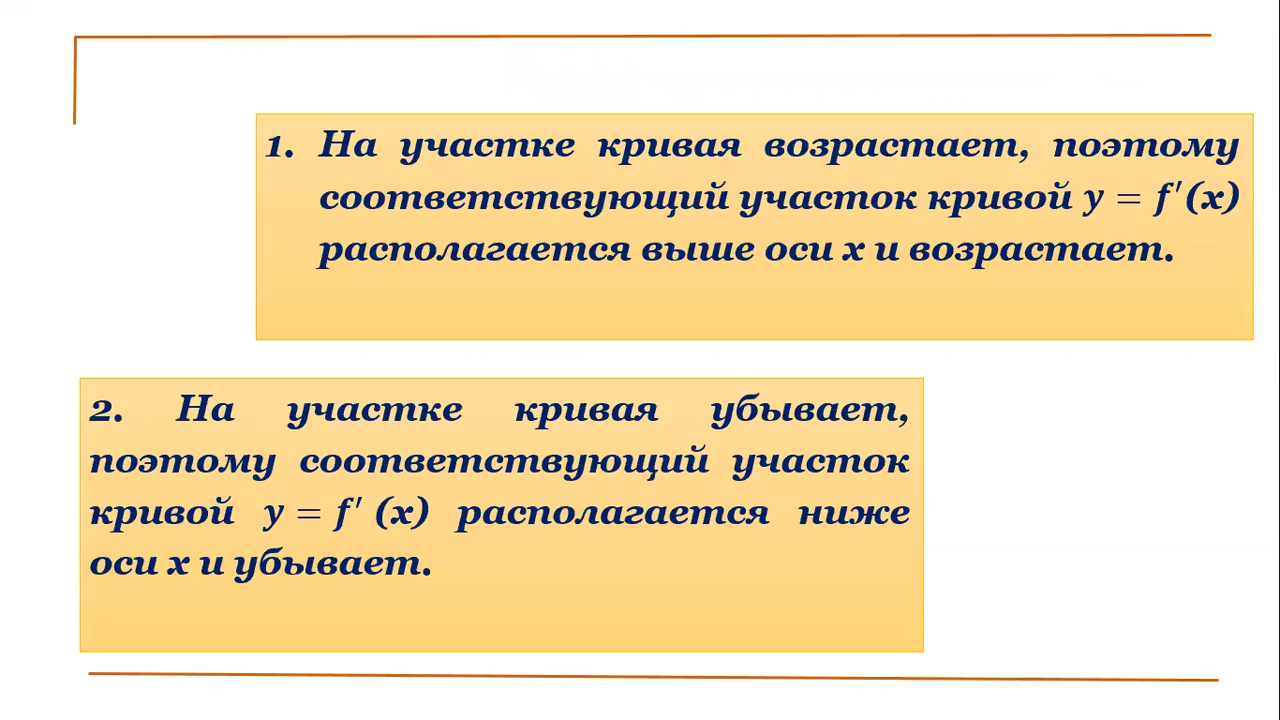 1. На участке кривая возрастает, поэтому
соответствующий участок кривой y = f′(x)
располагается выше оси x и возрастает.
2. На участке кривая убывает,
поэтому соответствующий участок
кривой y = f′ (x) располагается ниже
оси x и убывает.